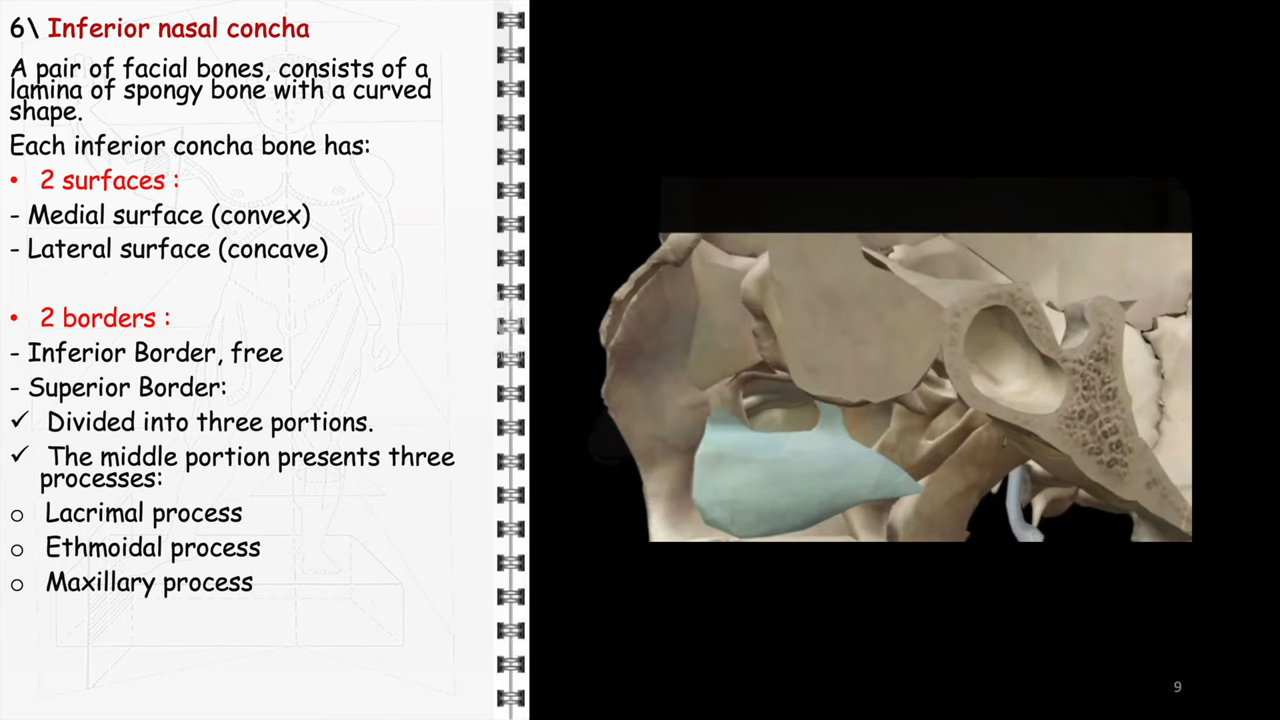 6\ Inferior nasal concha
A pair of facial bones, consists of a
lamina of spongy bone with a curved
shape.
Each inferior concha bone has:
• 2 surfaces :
- Medial surface (convex)
- Lateral surface (concave)
• 2 borders :
- Inferior Border, free
- Superior Border:
✓ Divided into three portions.
✓ The middle portion presents three
processes:
o Lacrimal process
o Ethmoidal process
o Maxillary process
9